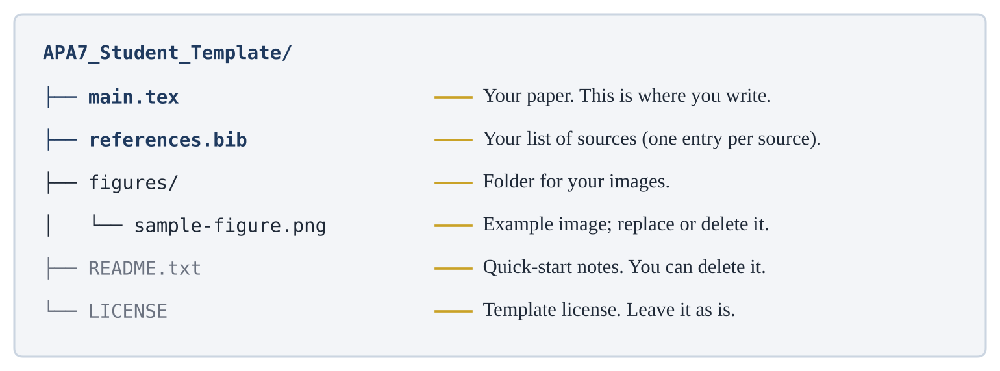 APA7_Student_Template/
├── main.tex — Your paper. This is where you write.
├── references.bib — Your list of sources (one entry per source).
├── figures/ — Folder for your images.
│   └── sample-figure.png — Example image; replace or delete it.
├── README.txt — Quick-start notes. You can delete it.
└── LICENSE — Template license. Leave it as is.